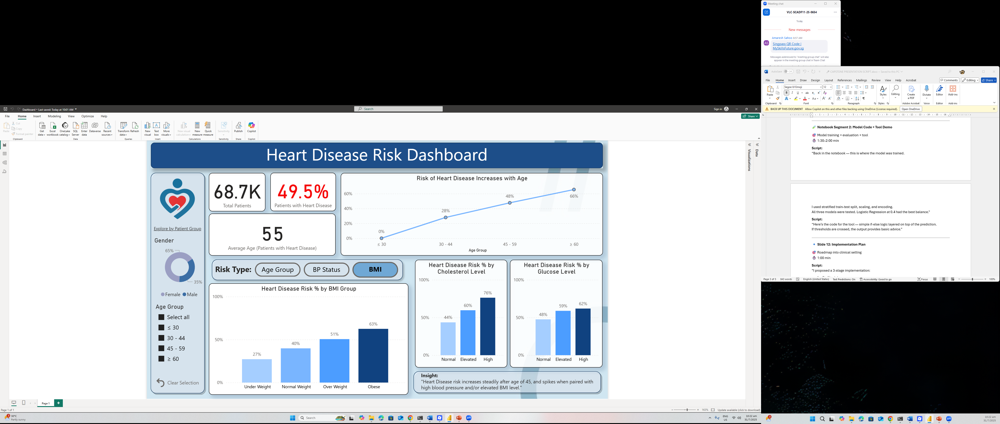 Meeting chat
VLC-SCADF11-25-0654
Today
New messages
Amaresh Sahoo 8:57 AM
AS
Singpass QR Code |
MySkillsFuture.gov.sg
Messages addressed to "meeting group chat" will also
appear in the meeting group chat in Team Chat
AutoSave Off CAPSTONE PRESENTATION SCRIPT.docx • Saved to this PC
File Home Insert Draw Design Layout References Mailings Review View Help Acrobat Comments Editing Share
Segoe UI Emoji 12
Paste Styles Editing Create a PDF Dictate Editor Add-ins
Clipboard Font Paragraph Styles Adobe Acrobat Voice Editor Add-ins
BACK UP THIS DOCUMENT Allow Copilot on this and other files backing using OneDrive (License required). Open OneDrive
Notebook Segment 2: Model Code + Tool Demo
Model training → evaluation → tool
1:30–2:00 min
Script:
“Back in the notebook — this is where the model was trained.
I used stratified train-test split, scaling, and encoding.
All three models were tested. Logistic Regression at 0.4 had the best balance.”
Script:
“Here’s the code for the tool — simple if-else logic layered on top of the prediction.
If thresholds are crossed, the output provides basic advice.”
Slide 12: Implementation Plan
Roadmap into clinical setting
1:00 min
Script:
“I proposed a 3-stage implementation:
Page 3 of 5 843 words English (United States) Text Predictions: On Accessibility: Good to go Focus 100%
Dashboard • Last saved: Today at 10:01 AM Search Sign in
File Home Insert Modeling View Optimize Help Share
Paste Cut Copy Format painter
Get data Excel workbook OneLake catalog SQL Server Enter data Dataverse Recent sources Transform data Refresh New visual Text box More visuals New visual calculation New measure Quick measure Sensitivity Publish Copilot
Clipboard Data Queries Insert Calculations Sensitivity Share Copilot
Visualizations
Data
Heart Disease Risk Dashboard
Explore by Patient Group
Gender
65%
35%
Female Male
Age Group
Select all
≤ 30
30 - 44
45 - 59
≥ 60
Clear Selection
68.7K
Total Patients
49.5%
Patients with Heart Disease
55
Average Age (Patients with Heart Disease)
Risk of Heart Disease Increases with Age
60%
40%
20%
0%
0%
28%
48%
66%
≤ 30 30 - 44 45 - 59 ≥ 60
Age Group
Risk Type: Age Group BP Status BMI
Heart Disease Risk % by BMI Group
100%
50%
0%
27%
40%
51%
63%
Under Weight Normal Weight Over Weight Obese
Heart Disease Risk % by
Cholesterol Level
100%
50%
0%
44%
60%
76%
Normal Elevated High
Heart Disease Risk % by
Glucose Level
100%
50%
0%
48%
59%
62%
Normal Elevated High
Insight:
"Heart Disease risk increases steadily after age of 45, and spikes when paired with
high blood pressure and/or elevated BMI level."
Page 1
Page 1 of 1 163% Update available (click to download)
3 30°C
Partly sunny
Search
ENG
US
10:22 am
31/7/2025
10:22 am
31/7/2025